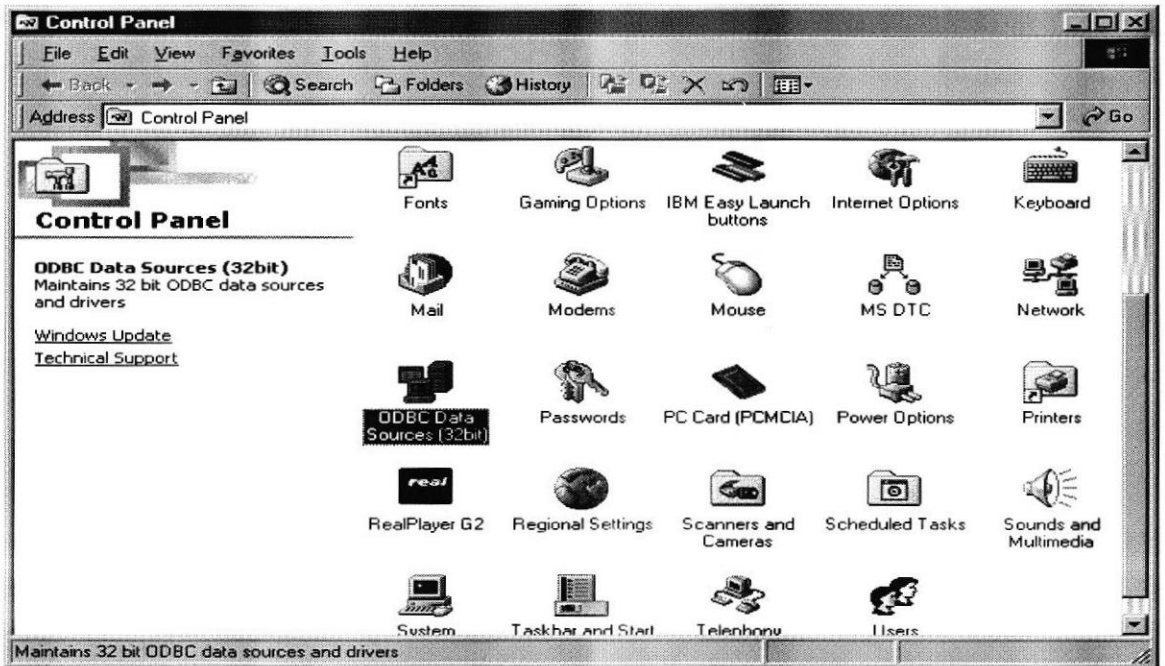 Control Panel
File Edit View Favorites Tools Help
Back Search Folders History
Address Control Panel Go
Control Panel
ODBC Data Sources (32bit)
Maintains 32 bit ODBC data sources
and drivers
Windows Update
Technical Support
Fonts Gaming Options IBM Easy Launch buttons Internet Options Keyboard
Mail Modems Mouse MS DTC Network
ODBC Data Sources (32bit) Passwords PC Card (PCMCIA) Power Options Printers
real
RealPlayer G2 Regional Settings Scanners and Cameras Scheduled Tasks Sounds and Multimedia
System Taskbar and Start Telephony Users
Maintains 32 bit ODBC data sources and drivers